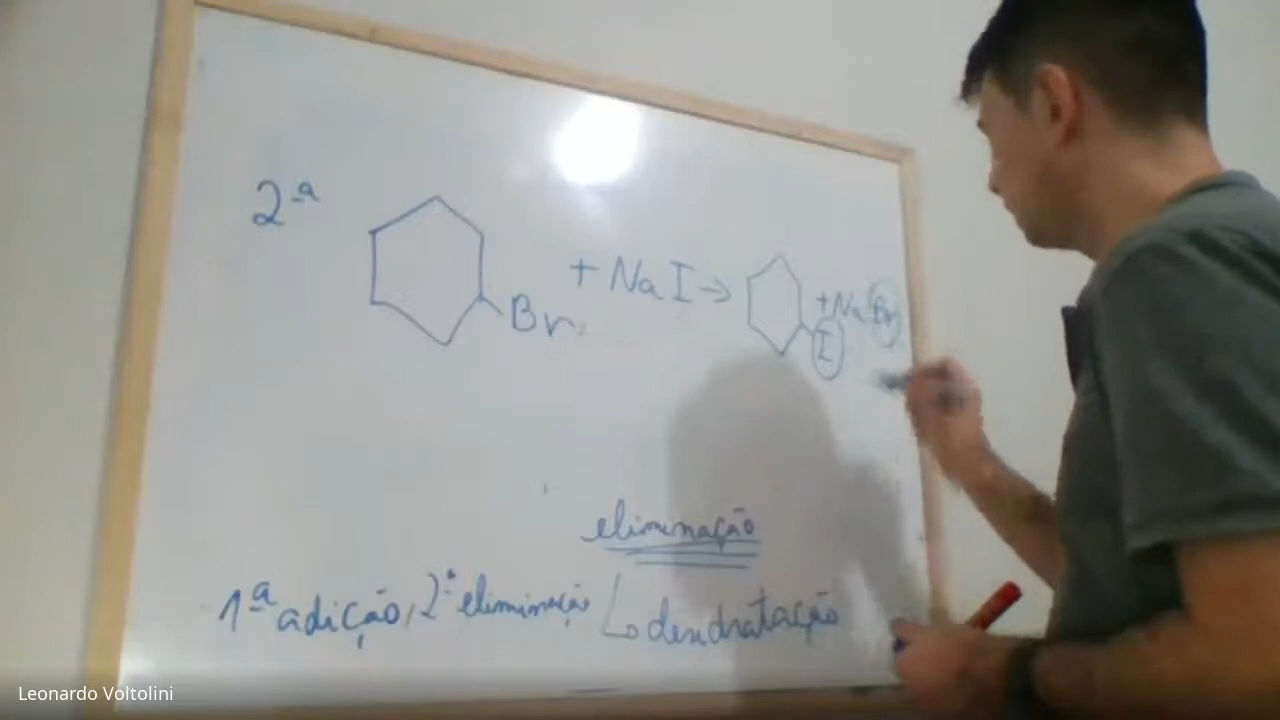 2ª
Br + NaI → I + NaBr
eliminação
1ª adição, 2ª eliminação ↳ desidratação
Leonardo Voltolini